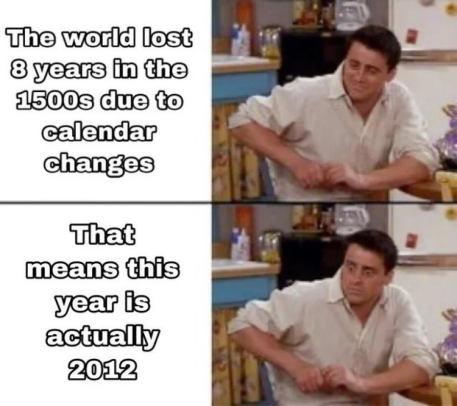 The world lost
8 years in the
1500s due to
calendar
changes
That
means this
year is
actually
2012